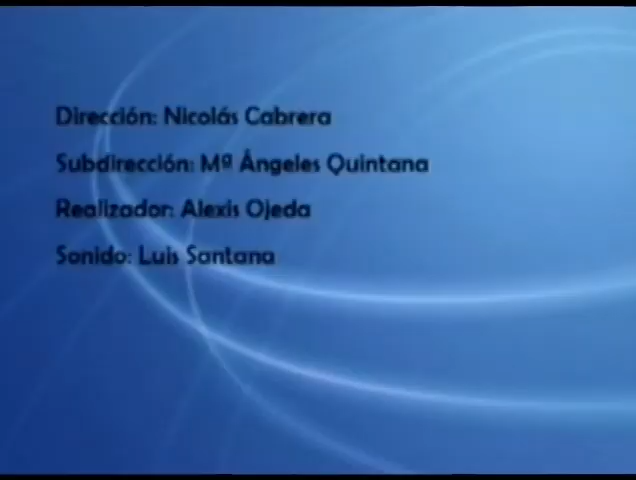 Dirección: Nicolás Cabrera
Subdirección: Mª Ángeles Quintana
Realizador: Alexis Ojeda
Sonido: Luis Santana